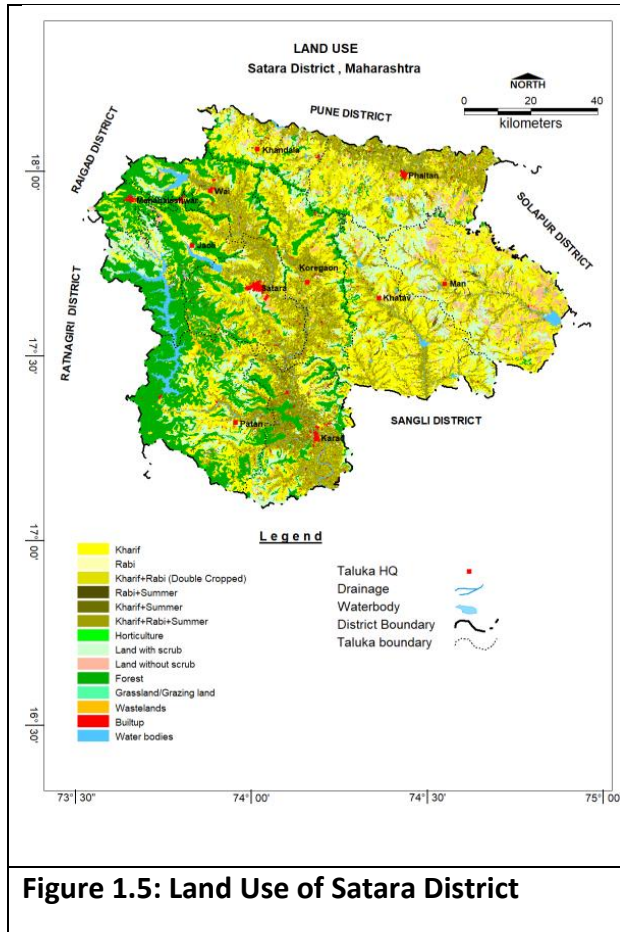 LAND USE
Satara District , Maharashtra
NORTH
0 20 40
kilometers
PUNE DISTRICT
RAIGAD DISTRICT
SOLAPUR DISTRICT
RATNAGIRI DISTRICT
SANGLI DISTRICT
Khandala
Phaltan
Wai
Mahabaleshwar
Jaoli
Koregaon
Satara
Man
Khatav
Patan
Karad
18° 00'
17° 30'
17° 00'
16° 30'
Legend
Kharif
Rabi
Kharif+Rabi (Double Cropped)
Rabi+Summer
Kharif+Summer
Kharif+Rabi+Summer
Horticulture
Land with scrub
Land without scrub
Forest
Grassland/Grazing land
Wastelands
Builtup
Water bodies
Taluka HQ
Drainage
Waterbody
District Boundary
Taluka boundary
73° 30' 74° 00' 74° 30' 75° 00
Figure 1.5: Land Use of Satara District